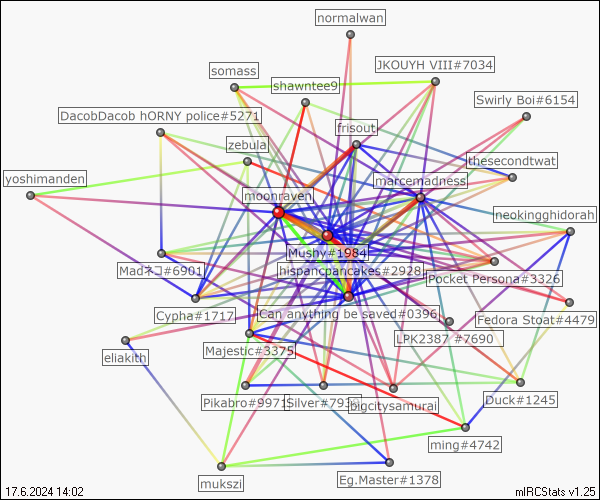 normalwan
JKOUYH VIII#7034
somass
shawntee9
Swirly Boi#6154
DacobDacob hORNY police#5271
frisout
zebula
thesecondtwat
yoshimanden
marcemadness
moonraven
neokingghidorah
Mushy#1984
Madネコ#6901
hispancpancakes#2928
Pocket Persona#3326
Cypha#1717
Can anything be saved#0396
Fedora Stoat#4479
LPK2387 #7690
eliakith
Majestic#3375
Pikabro#9971
bigcitysamurai
Duck#1245
ming#4742
mukszi
Eg.Master#1378
17.6.2024 14:02
mIRCStats v1.25